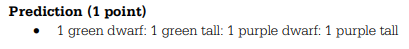 Prediction (1 point)
• 1 green dwarf: 1 green tall: 1 purple dwarf: 1 purple tall